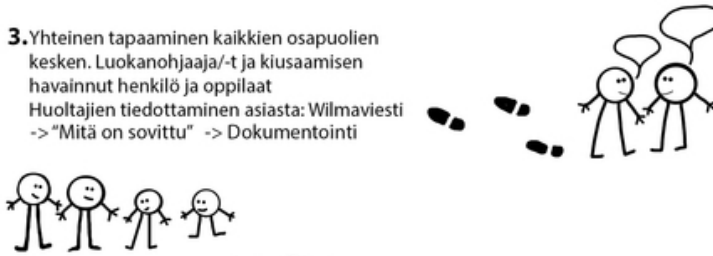 3. Yhteinen tapaaminen kaikkien osapuolien
kesken. Luokanohjaaja/-t ja kiusaamisen
havainnut henkilö ja oppilaat
Huoltajien tiedottaminen asiasta: Wilmaviesti
-> "Mitä on sovittu" -> Dokumentointi